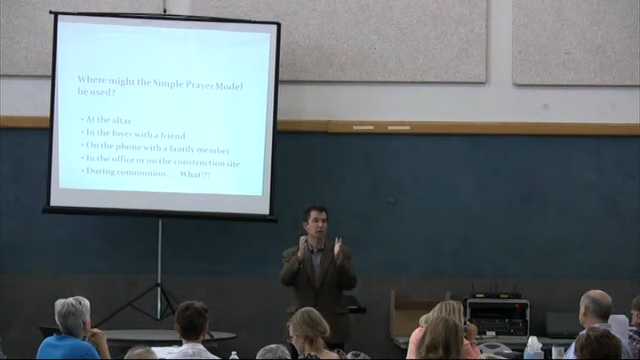 Where might the Simple Prayer Model
be used?
• At the altar
• In the foyer with a friend
• On the phone with a family member
• In the office or on the construction site
• During communion… What?!